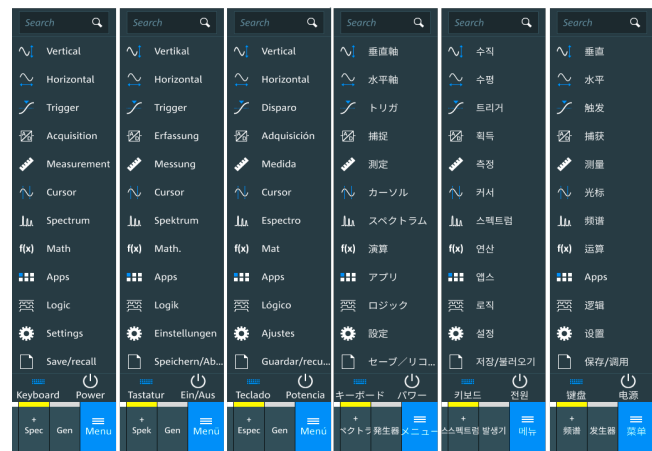 Search
Vertical
Horizontal
Trigger
Acquisition
Measurement
Cursor
Spectrum
f(x) Math
Apps
Logic
Settings
Save/recall
Keyboard Power
+
Spec Gen Menu
Search
Vertikal
Horizontal
Trigger
Erfassung
Messung
Cursor
Spektrum
f(x) Math.
Apps
Logik
Einstellungen
Speichern/Ab...
Tastatur Ein/Aus
+
Spek Gen Menü
Search
Vertical
Horizontal
Disparo
Adquisición
Medida
Cursor
Espectro
f(x) Mat
Apps
Lógico
Ajustes
Guardar/recu...
Teclado Potencia
+
Espec Gen Menú
Search
垂直軸
水平軸
トリガ
捕捉
測定
カーソル
スペクトラム
f(x) 演算
アプリ
ロジック
設定
セーブ／リコ...
キーボード パワー
+
ペクトラ 発生器 メニュー
Search
수직
수평
트리거
획득
측정
커서
스펙트럼
f(x) 연산
앱스
로직
설정
저장/불러오기
키보드 전원
+
스펙트럼 발생기 메뉴
Search
垂直
水平
触发
捕获
测量
光标
频谱
f(x) 运算
Apps
逻辑
设置
保存/调用
键盘 电源
+
频谱 发生器 菜单